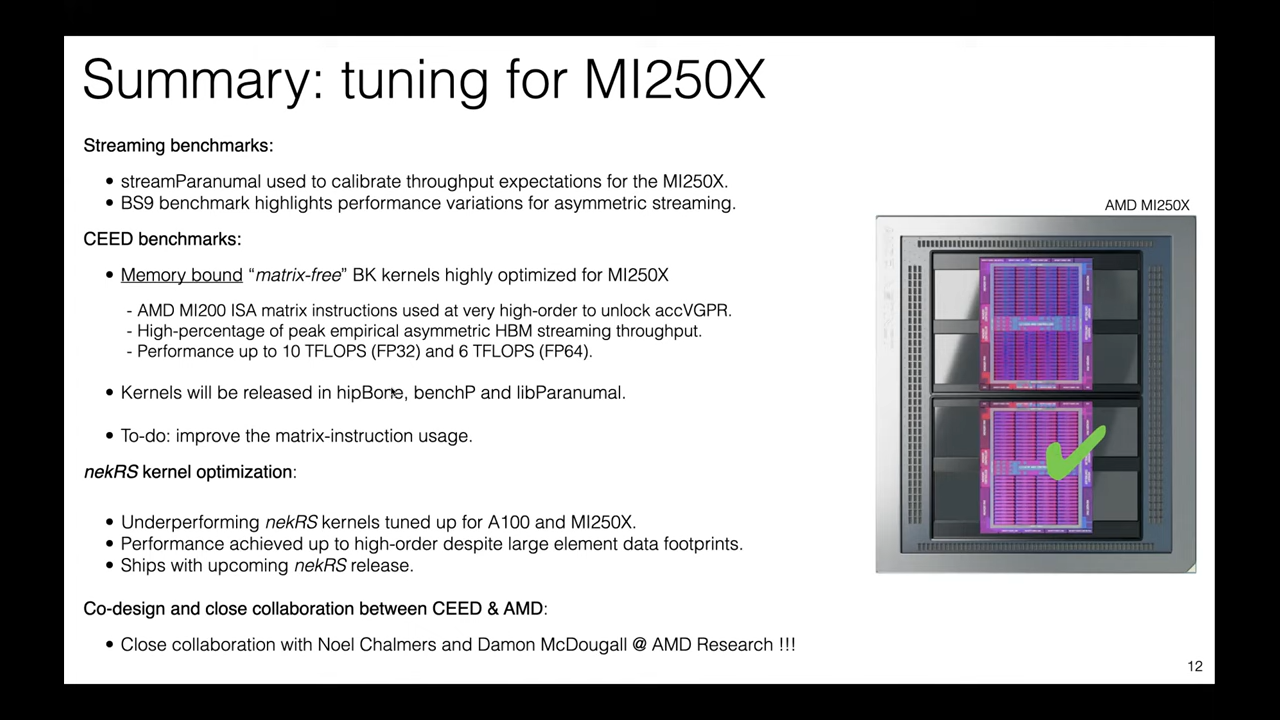 Summary: tuning for MI250X
Streaming benchmarks:
• streamParanumal used to calibrate throughput expectations for the MI250X.
• BS9 benchmark highlights performance variations for asymmetric streaming.
AMD MI250X
CEED benchmarks:
• Memory bound “matrix-free” BK kernels highly optimized for MI250X
- AMD MI200 ISA matrix instructions used at very high-order to unlock accVGPR.
- High-percentage of peak empirical asymmetric HBM streaming throughput.
- Performance up to 10 TFLOPS (FP32) and 6 TFLOPS (FP64).
• Kernels will be released in hipBone, benchP and libParanumal.
• To-do: improve the matrix-instruction usage.
nekRS kernel optimization:
• Underperforming nekRS kernels tuned up for A100 and MI250X.
• Performance achieved up to high-order despite large element data footprints.
• Ships with upcoming nekRS release.
Co-design and close collaboration between CEED & AMD:
• Close collaboration with Noel Chalmers and Damon McDougall @ AMD Research !!!
12